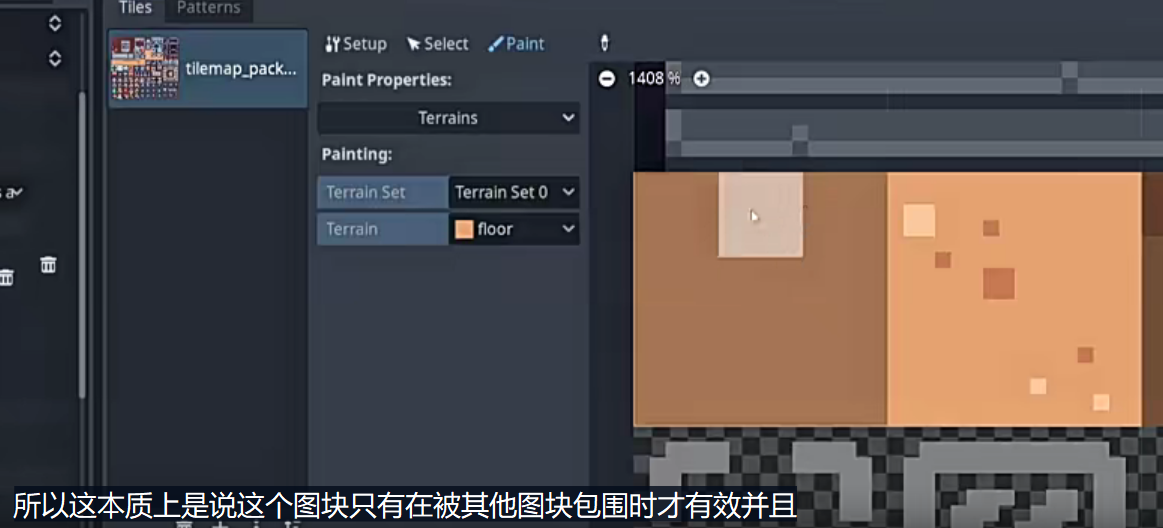 Tiles Patterns
Setup Select Paint
tilemap_pack...
Paint Properties:
1408 %
Terrains
Painting:
Terrain Set Terrain Set 0
Terrain floor
所以这本质上是说这个图块只有在被其他图块包围时才有效并且